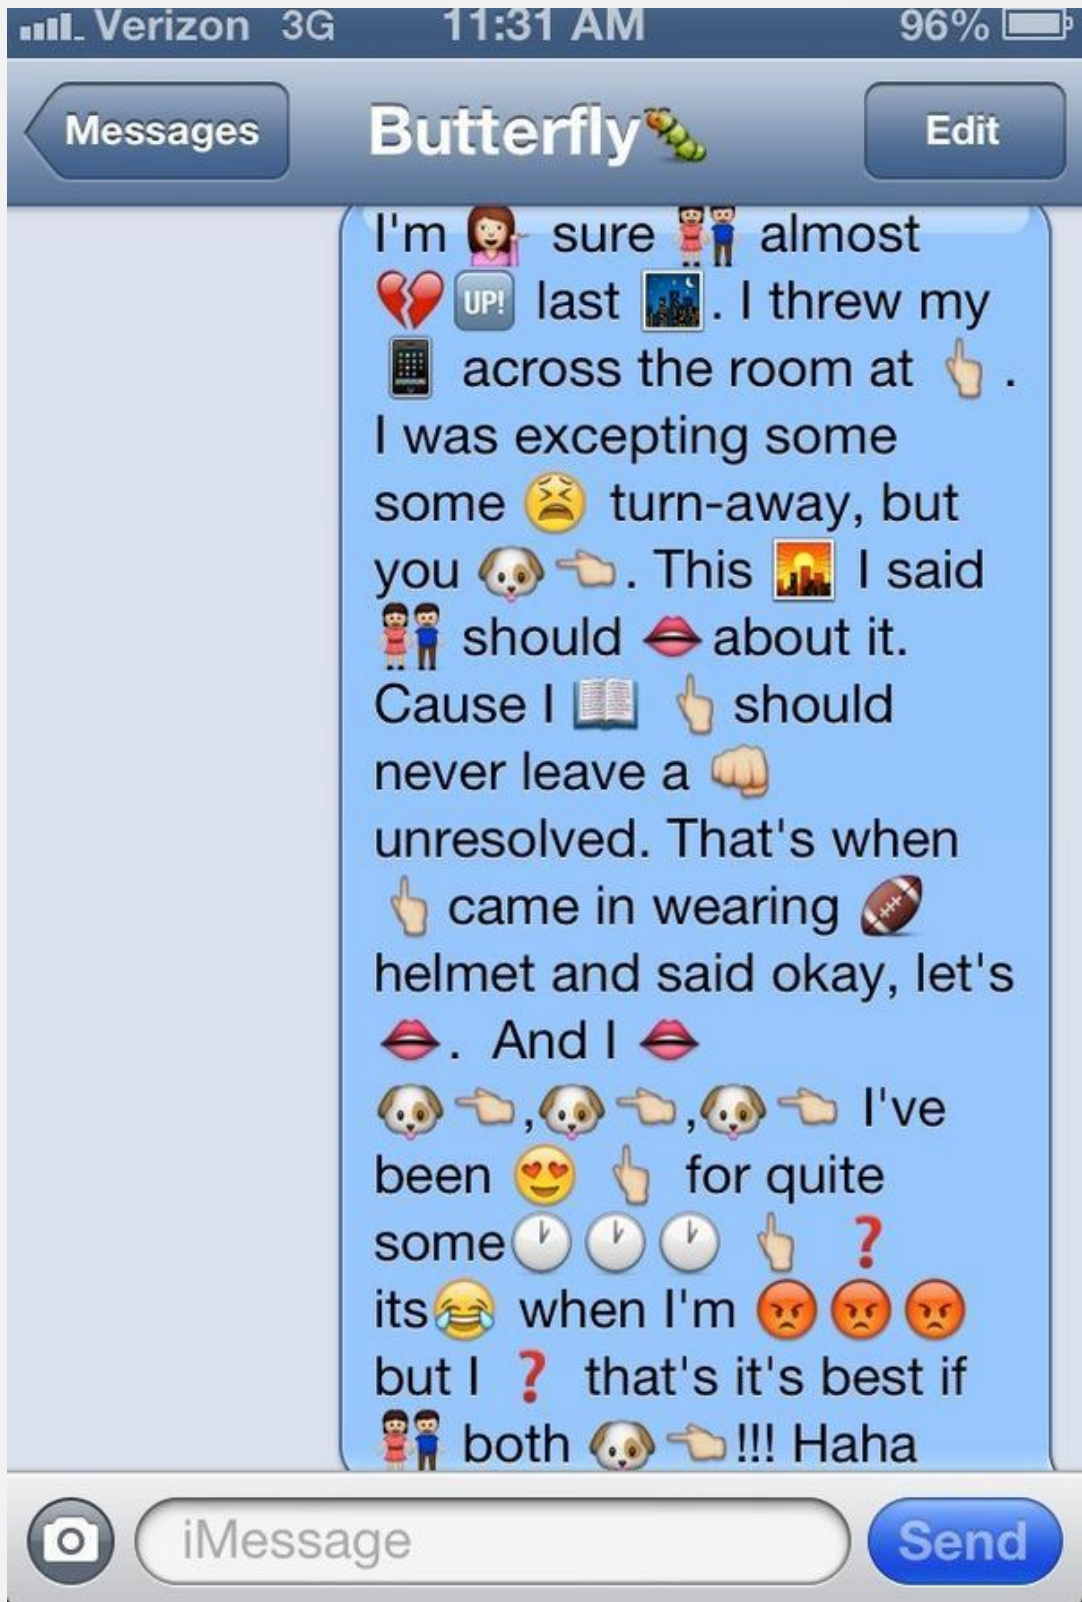 Verizon 3G 11:31 AM 96%
Messages Butterfly🐛 Edit
I'm 💁 sure 👫 almost
💔🆙 last 🌃. I threw my
📱 across the room at 👆.
I was excepting some
some 😫 turn-away, but
you 🐶👈. This 🌇 I said
👫 should 👄about it.
Cause I 📖 👆 should
never leave a 👊
unresolved. That's when
👆 came in wearing 🏈
helmet and said okay, let's
👄. And I 👄
🐶👈,🐶👈,🐶👈 I've
been 😍 👆 for quite
some🕐🕐🕐 👆 ❓
its😂 when I'm 😡😡😡
but I ❓ that's it's best if
👫 both 🐶👈!!! Haha
iMessage Send